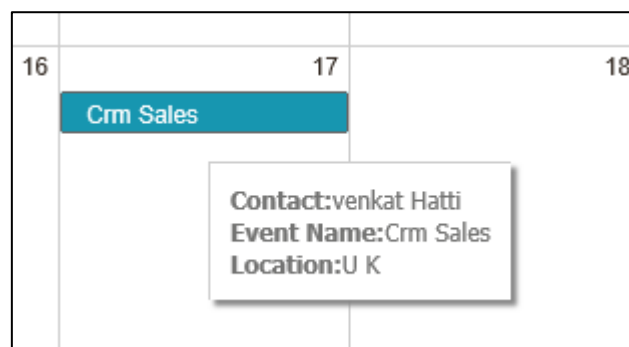 16 17 18
Crm Sales
Contact:venkat Hatti
Event Name:Crm Sales
Location:U K